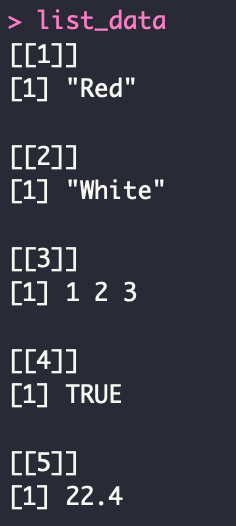 > list_data
[[1]]
[1] "Red"
[[2]]
[1] "White"
[[3]]
[1] 1 2 3
[[4]]
[1] TRUE
[[5]]
[1] 22.4